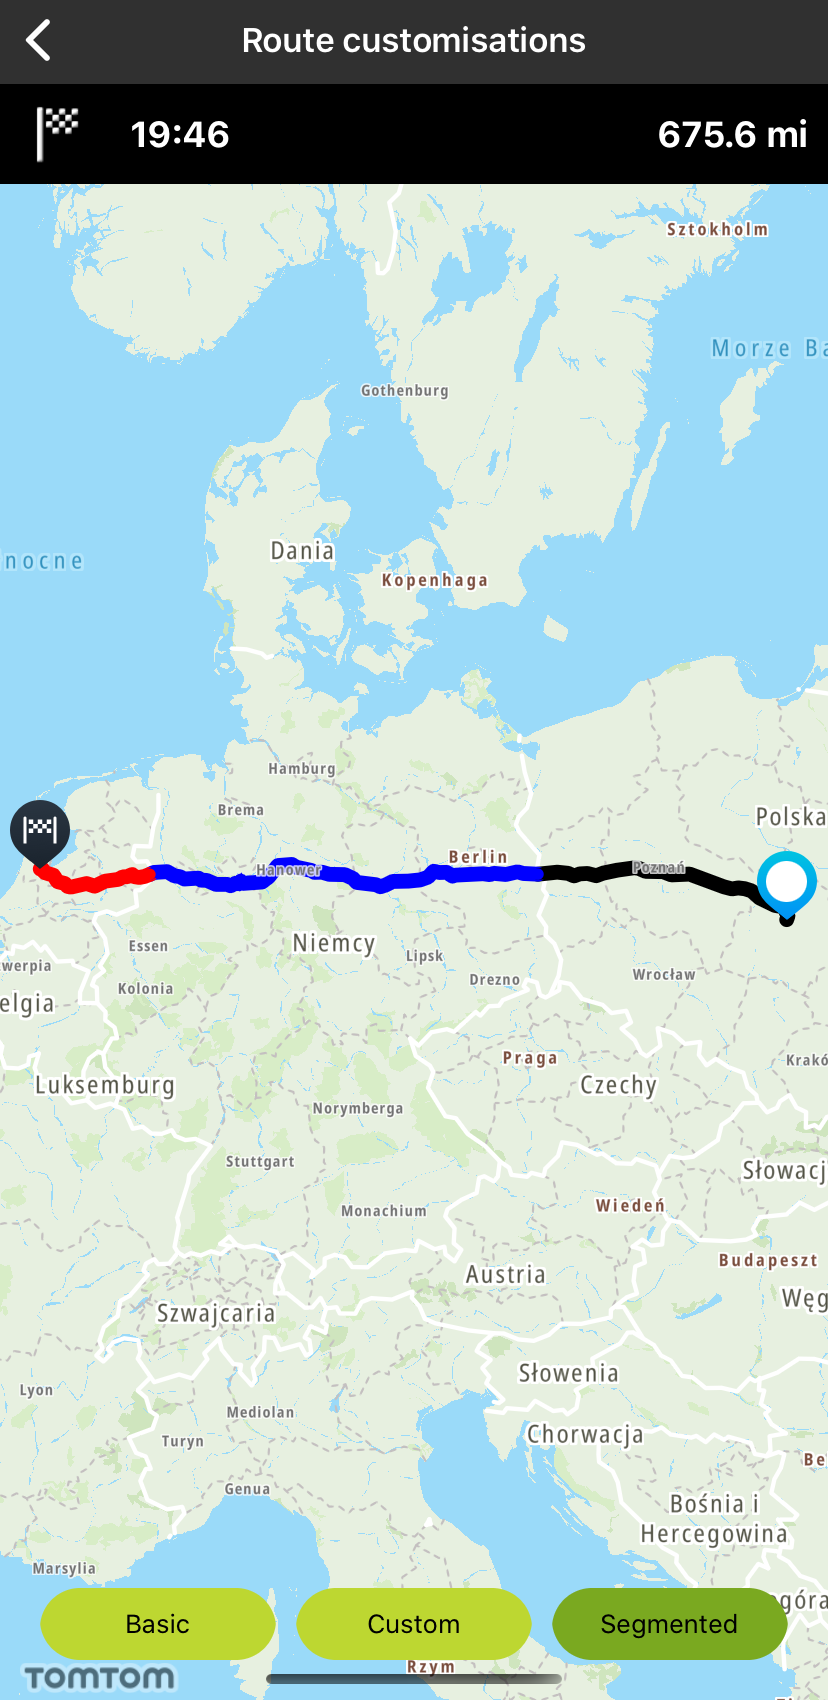 Route customisations
19:46
675.6 mi
Sztokholm
Morze Ba
Gothenburg
Dania
nocne
Kopenhaga
Hamburg
Brema
Polska
Berlin
Hanower
Poznań
Essen
Niemcy
Lipsk
werpia
Wrocław
Drezno
Kolonia
elgia
Praga
Krakó
Luksemburg
Czechy
Norymberga
Stuttgart
Słowacj
Monachium
Wiedeń
Budapeszt
Austria
Węg
Szwajcaria
Słowenia
Lyon
Mediolan
Chorwacja
Turyn
Be
Genua
Bośnia i
Hercegowina
Marsylia
ogóra
Basic
Custom
Segmented
Rzym
TOMTOM